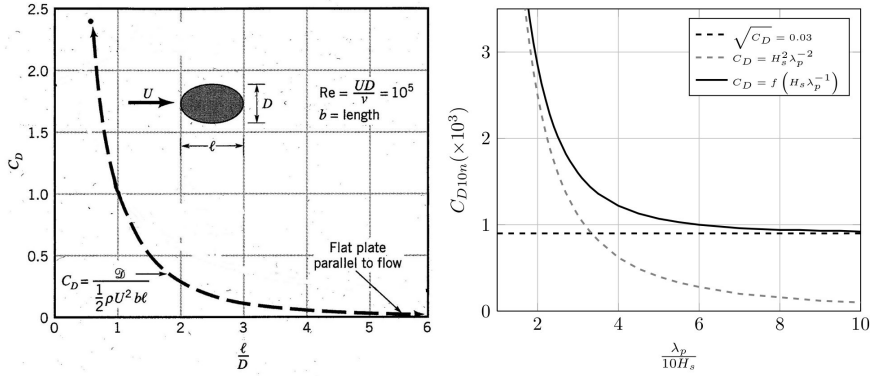 2.5
2.0
1.5
1.0
0.5
0
C_D
0 1 2 3 4 5 6
ℓ/D
U
D
ℓ
Re = UD/ν = 10^5
b = length
Flat plate
parallel to flow
C_D = 𝒟 / (1/2 ρU^2 bℓ)
3
2
1
0
C_{D10n}(×10^3)
2 4 6 8 10
λ_p/10H_s
√C_D = 0.03
C_D = H_s^2 λ_p^{-2}
C_D = f(H_s λ_p^{-1})